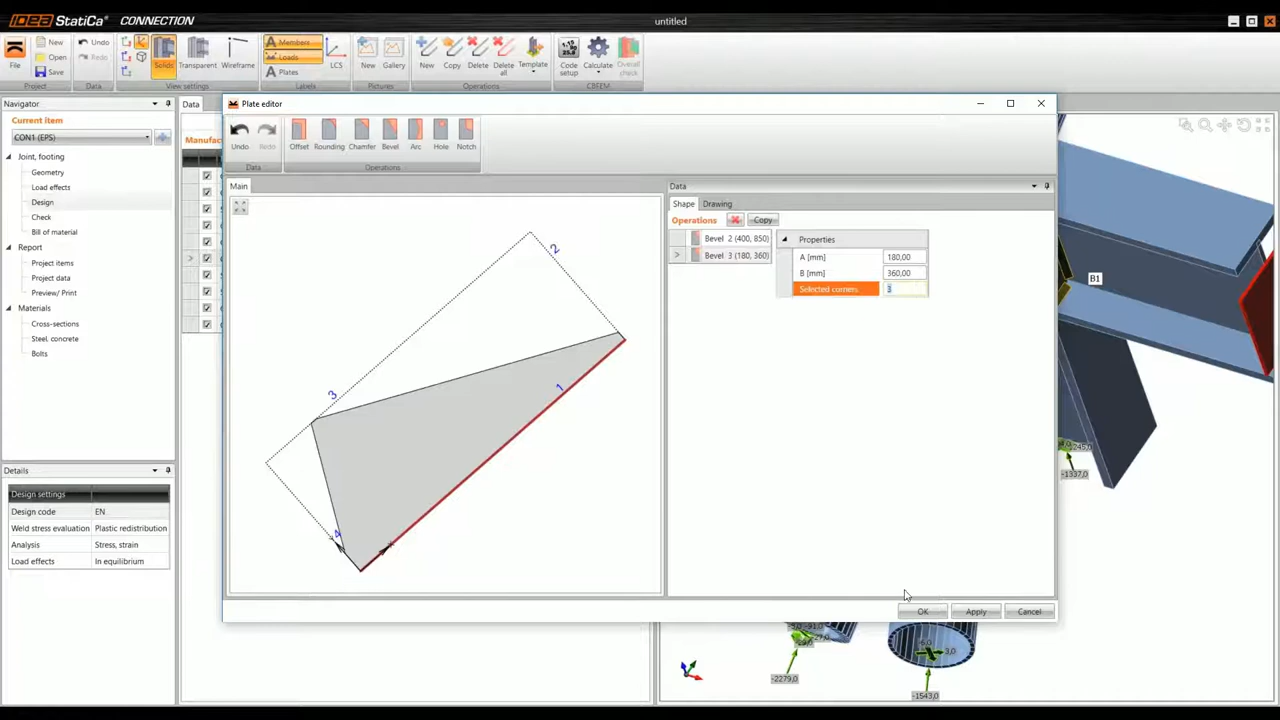 IDEA StatiCa® CONNECTION
untitled
File
New
Open
Save
Project
Undo
Redo
Data
Solids
Transparent
Wireframe
View settings
Members
Loads
Plates
LCS
Labels
New
Gallery
Pictures
New
Copy
Delete
Delete all
Template
Operations
Code setup
Calculate
Overall check
CBFEM
Navigator
Current item
CON1 (EPS)
Joint, footing
Geometry
Load effects
Design
Check
Bill of material
Report
Project items
Project data
Preview/ Print
Materials
Cross-sections
Steel, concrete
Bolts
Details
Design settings
Design code EN
Weld stress evaluation Plastic redistribution
Analysis Stress, strain
Load effects In equilibrium
Data
Plate editor
Undo
Redo
Data
Offset
Rounding
Chamfer
Bevel
Arc
Hole
Notch
Operations
Main
1
2
3
4
Data
Shape
Drawing
Operations
Copy
Bevel 2 (400, 850)
Bevel 3 (180, 360)
Properties
A [mm] 180,00
B [mm] 360,00
Selected corners 3
OK
Apply
Cancel
B1
-1337,0
-2279,0
3,0
-1543,0